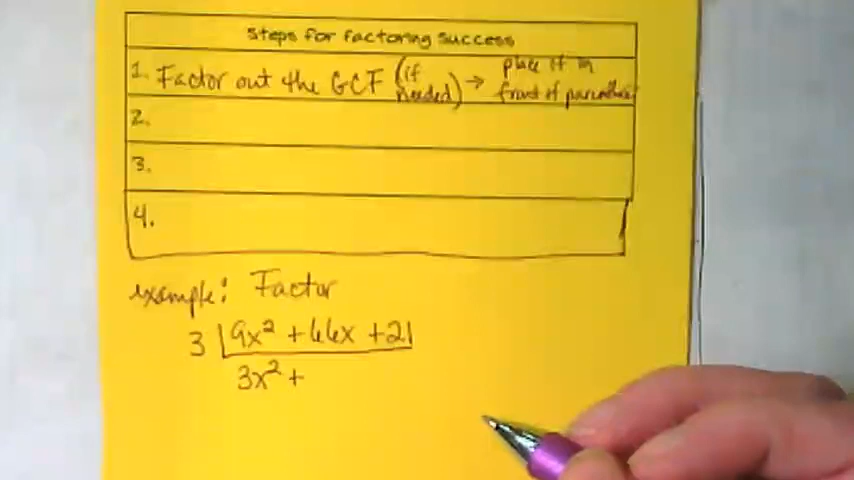 Steps for factoring Success
1. Factor out the GCF (if needed) → place it in front of parentheses
2.
3.
4.
example: Factor
3 9x² + 66x + 21
3x² +